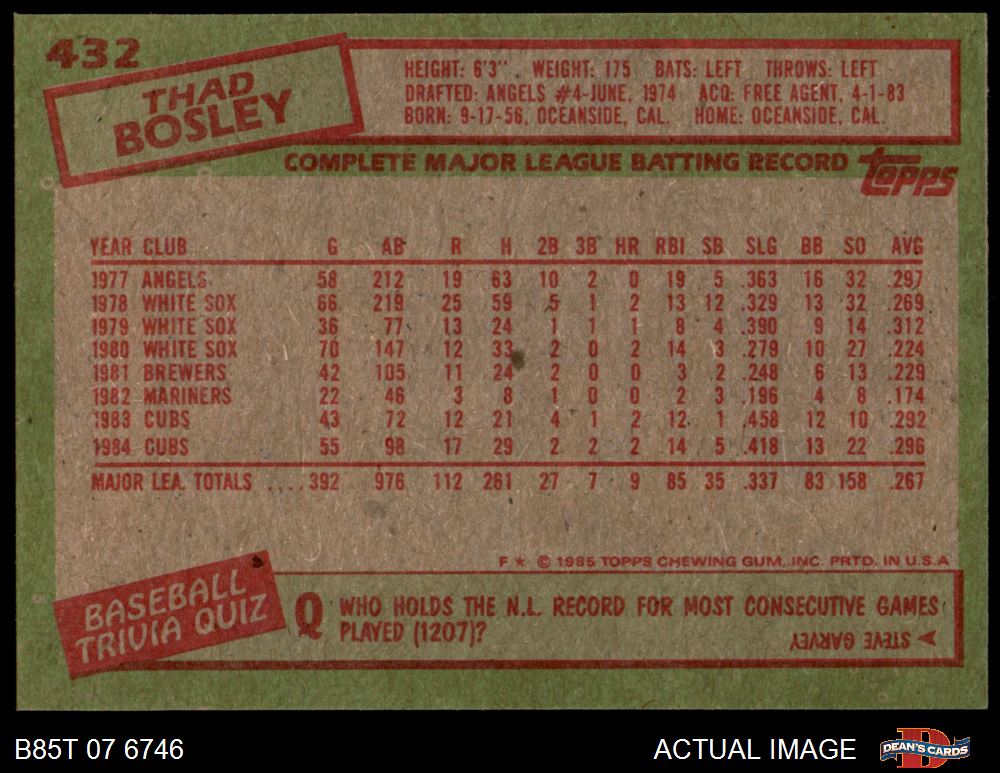 432
THAD
BOSLEY
HEIGHT: 6'3". WEIGHT: 175 BATS: LEFT THROWS: LEFT
DRAFTED: ANGELS #4-JUNE, 1974 ACQ: FREE AGENT, 4-1-83
BORN: 9-17-56, OCEANSIDE, CAL. HOME: OCEANSIDE, CAL.
COMPLETE MAJOR LEAGUE BATTING RECORD topps
YEAR CLUB G AB R H 2B 3B HR RBI SB SLG BB SO AVG
1977 ANGELS 58 212 19 63 10 2 0 19 5 .363 16 32 .297
1978 WHITE SOX 66 219 25 59 5 1 2 13 12 .329 13 32 .269
1979 WHITE SOX 36 77 13 24 1 1 1 8 4 .390 9 14 .312
1980 WHITE SOX 70 147 12 33 2 0 2 14 3 .279 10 27 .224
1981 BREWERS 42 105 11 24 2 0 0 3 2 .248 6 13 .229
1982 MARINERS 22 46 3 8 1 0 0 2 3 .196 4 8 .174
1983 CUBS 43 72 12 21 4 1 2 12 1 .458 12 10 .292
1984 CUBS 55 98 17 29 2 2 2 14 5 .418 13 22 .296
MAJOR LEA. TOTALS ....392 976 112 261 27 7 9 85 35 .337 83 158 .267
F ★ © 1985 TOPPS CHEWING GUM, INC. PRTD. IN U.S.A
BASEBALL
TRIVIA QUIZ
Q WHO HOLDS THE N.L. RECORD FOR MOST CONSECUTIVE GAMES
PLAYED (1207)?
STEVE GARVEY
B85T 07 6746 ACTUAL IMAGE DEAN'S CARDS